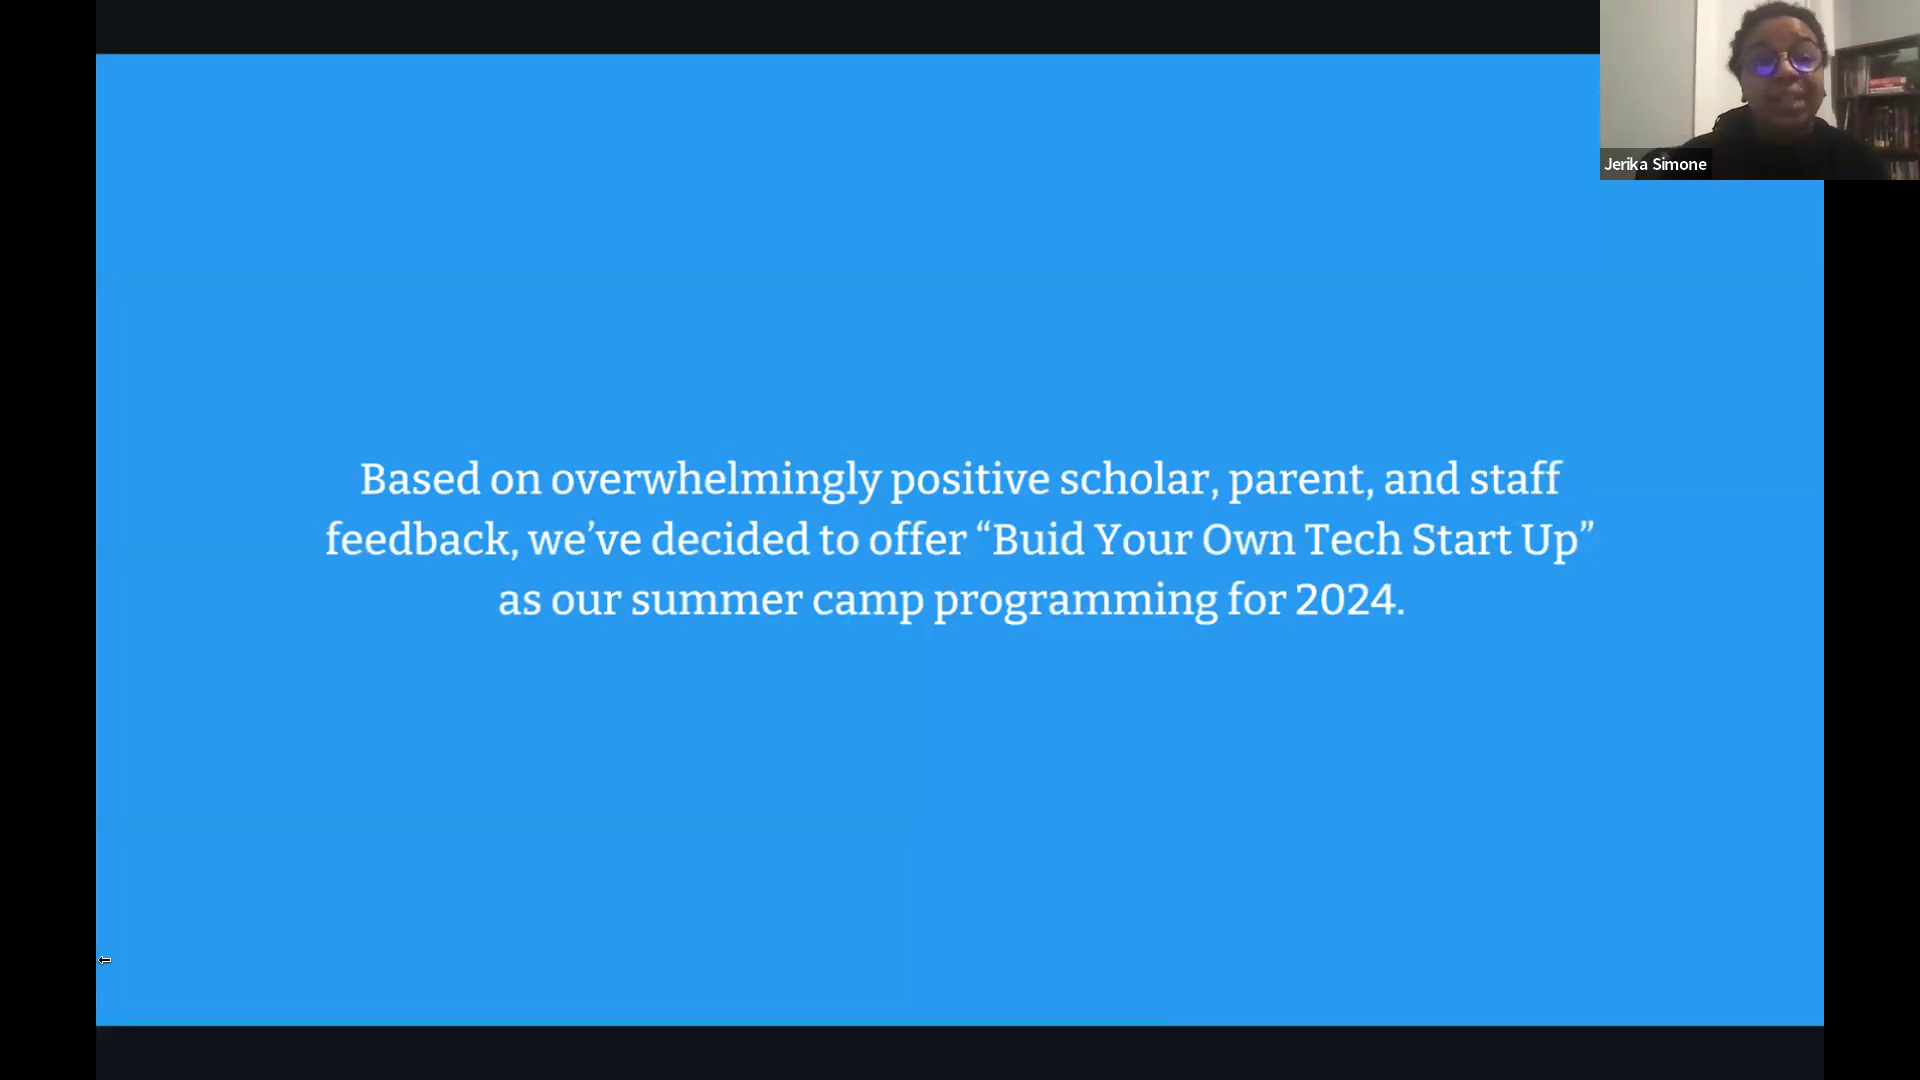 Jerika Simone
Based on overwhelmingly positive scholar, parent, and staff
feedback, we’ve decided to offer “Buid Your Own Tech Start Up”
as our summer camp programming for 2024.